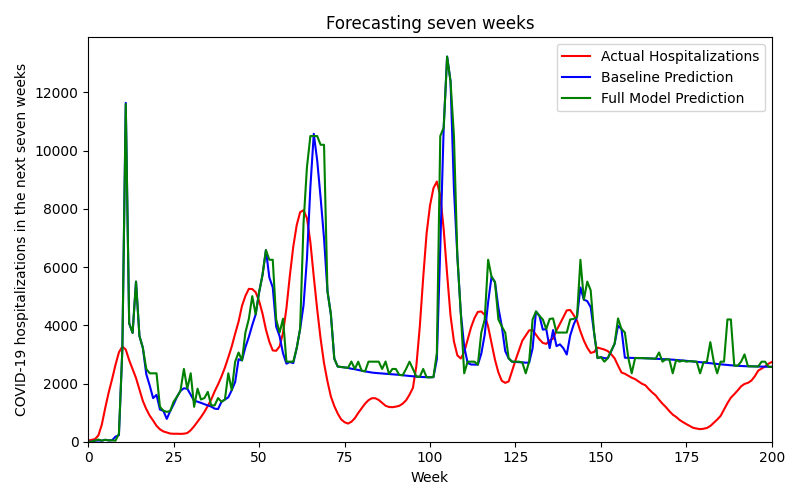 Forecasting seven weeks
Actual Hospitalizations
Baseline Prediction
Full Model Prediction
COVID-19 hospitalizations in the next seven weeks
12000
10000
8000
6000
4000
2000
0
0 25 50 75 100 125 150 175 200
Week